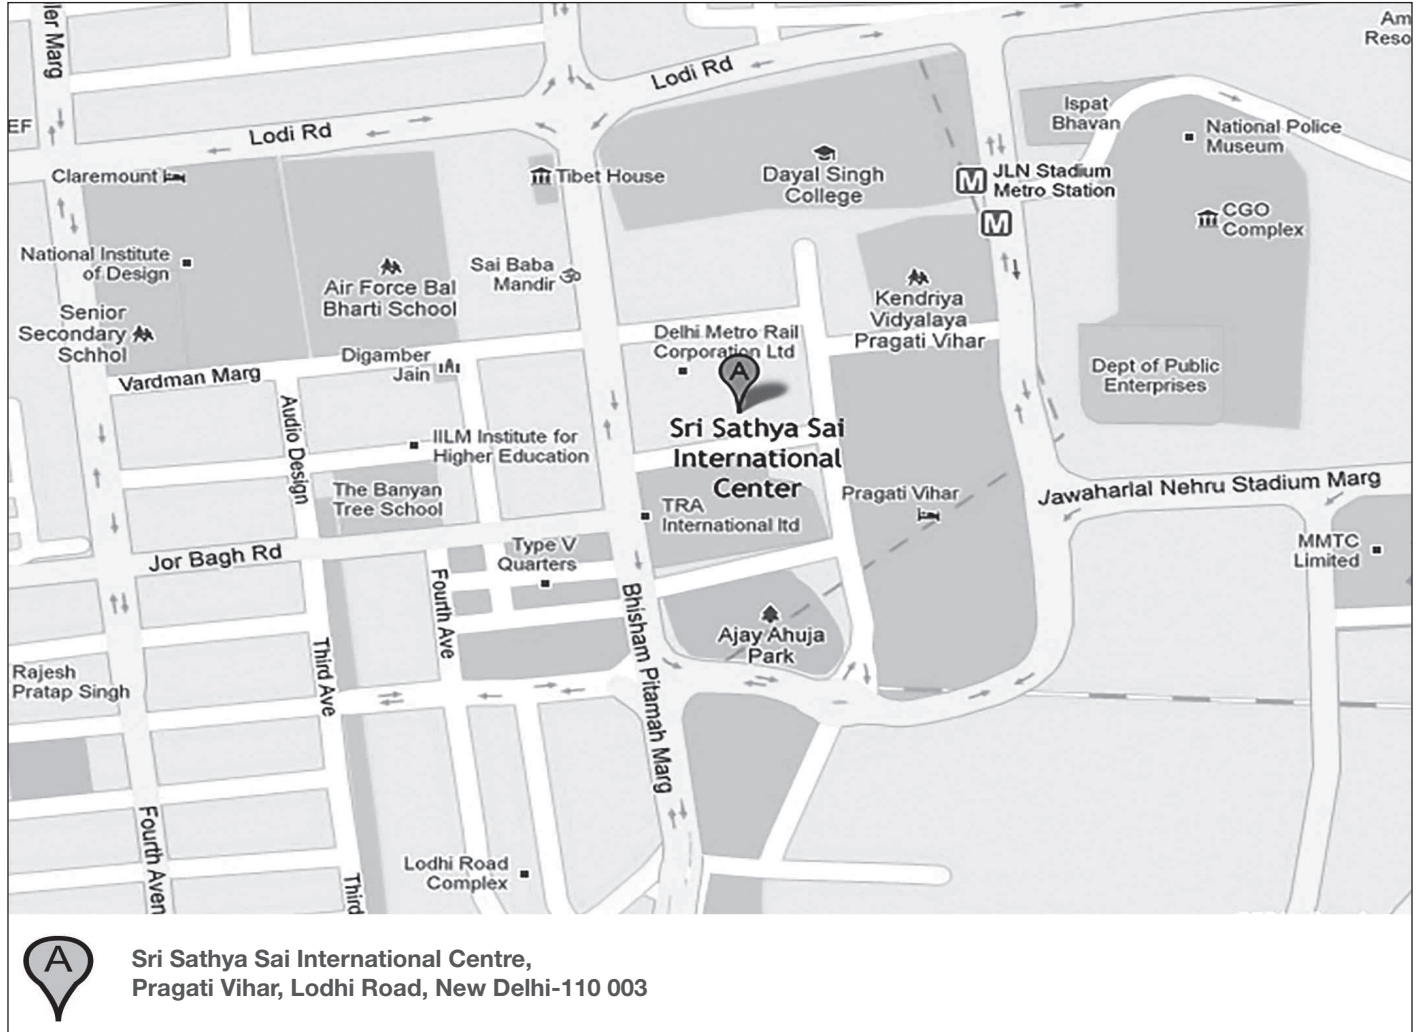 ler Marg
Am
Reso
Lodi Rd
EF
Lodi Rd
Ispat
Bhavan
National Police
Museum
Claremount
Tibet House
Dayal Singh
College
M
JLN Stadium
Metro Station
M
CGO
Complex
National Institute
of Design
Air Force Bal
Bharti School
Sai Baba
Mandir
Kendriya
Vidyalaya
Pragati Vihar
Senior
Secondary
Schhol
Digamber
Jain
Delhi Metro Rail
Corporation Ltd
A
Vardman Marg
Dept of Public
Enterprises
Audio Design
IILM Institute for
Higher Education
Sri Sathya Sai
International
Center
The Banyan
Tree School
TRA
International ltd
Pragati Vihar
Jawaharlal Nehru Stadium Marg
Jor Bagh Rd
Type V
Quarters
MMTC
Limited
Fourth Ave
Bhisham Pitamah Marg
Ajay Ahuja
Park
Third Ave
Rajesh
Pratap Singh
Fourth Aven
Third
Lodhi Road
Complex
A
Sri Sathya Sai International Centre,
Pragati Vihar, Lodhi Road, New Delhi-110 003